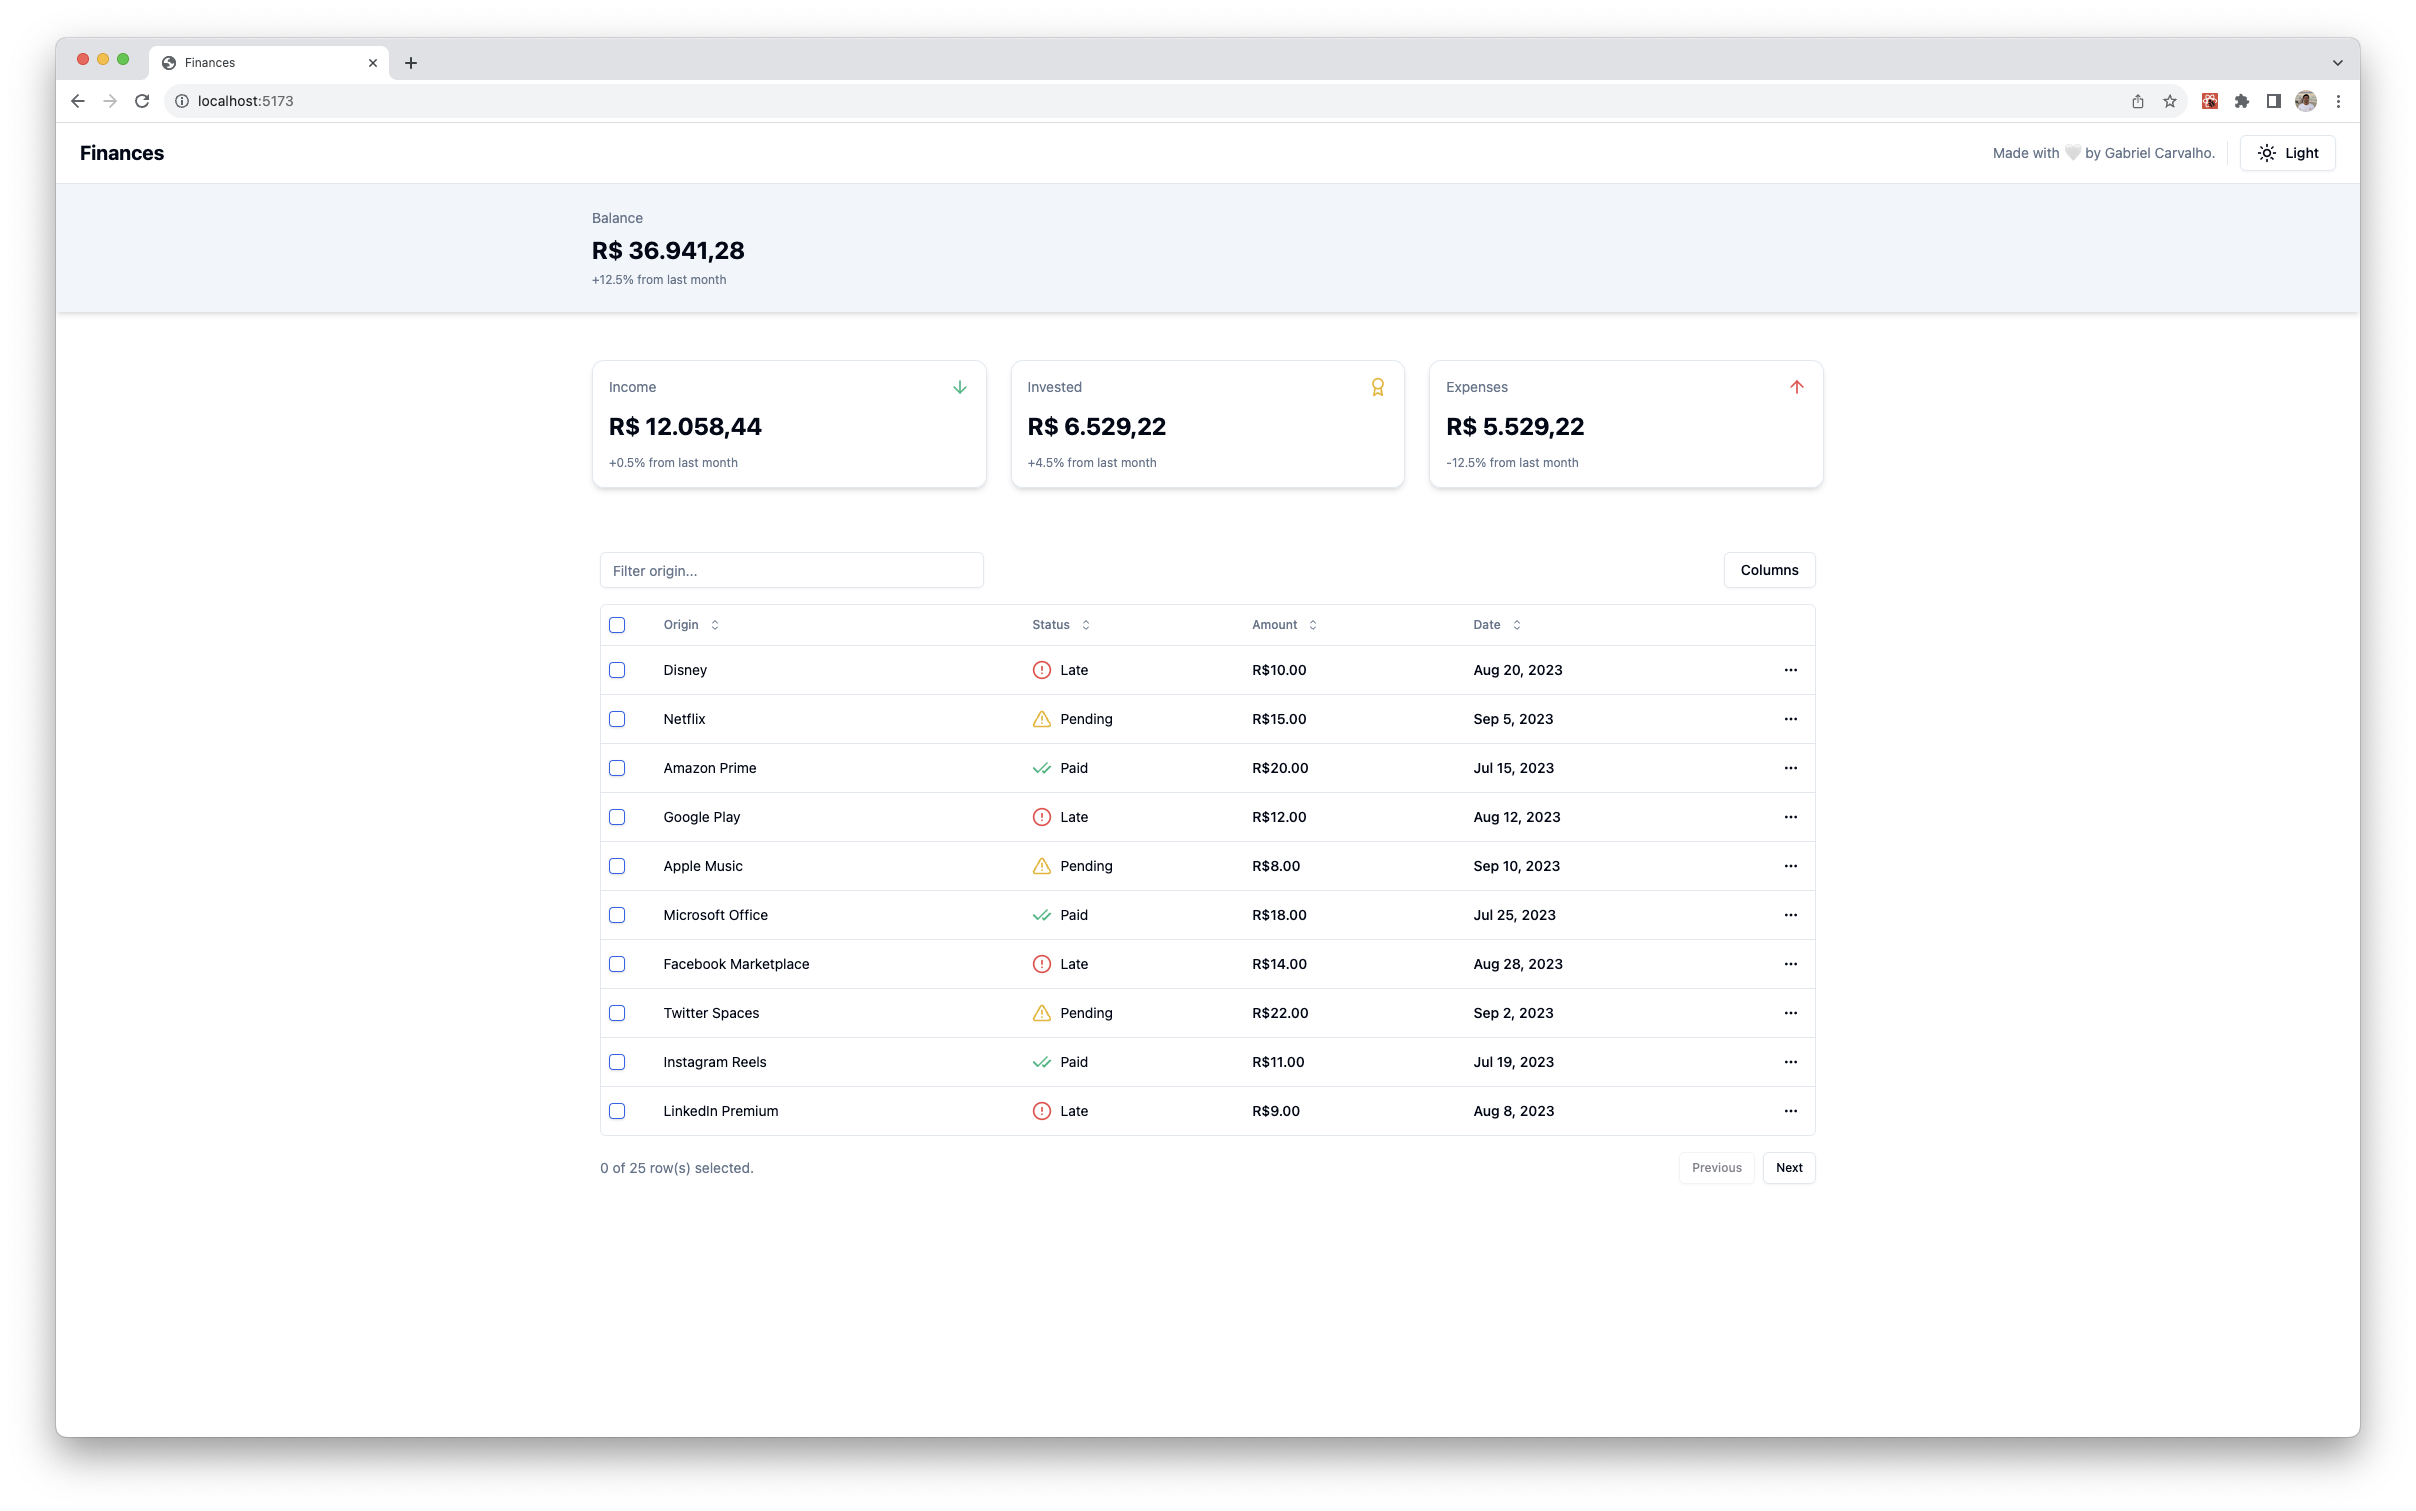 Finances
localhost:5173
Finances
Made with 🤍 by Gabriel Carvalho.
Light
Balance
R$ 36.941,28
+12.5% from last month
Income
R$ 12.058,44
+0.5% from last month
Invested
R$ 6.529,22
+4.5% from last month
Expenses
R$ 5.529,22
-12.5% from last month
Filter origin...
Columns
Origin Status Amount Date
Disney Late R$10.00 Aug 20, 2023
Netflix Pending R$15.00 Sep 5, 2023
Amazon Prime Paid R$20.00 Jul 15, 2023
Google Play Late R$12.00 Aug 12, 2023
Apple Music Pending R$8.00 Sep 10, 2023
Microsoft Office Paid R$18.00 Jul 25, 2023
Facebook Marketplace Late R$14.00 Aug 28, 2023
Twitter Spaces Pending R$22.00 Sep 2, 2023
Instagram Reels Paid R$11.00 Jul 19, 2023
LinkedIn Premium Late R$9.00 Aug 8, 2023
0 of 25 row(s) selected.
Previous
Next